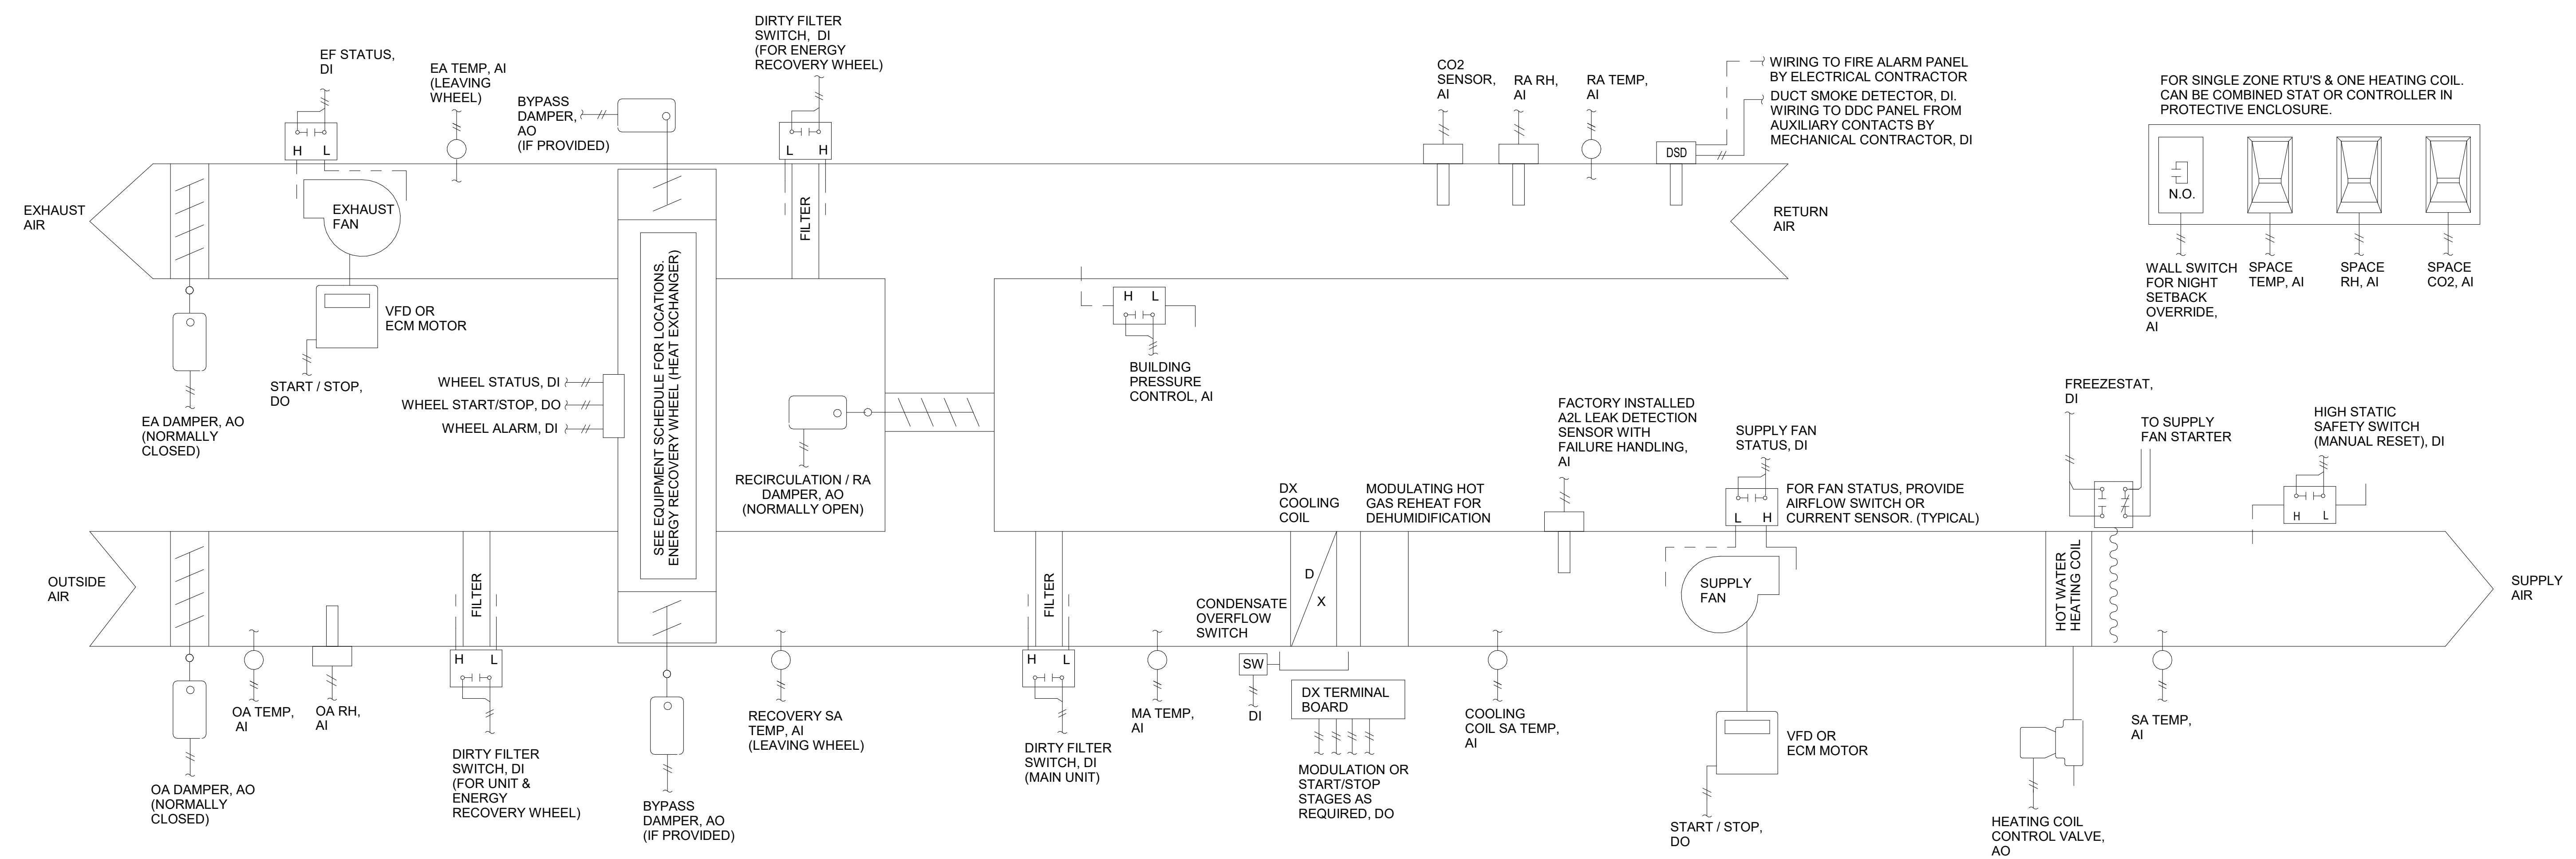 DIRTY FILTER
SWITCH,  DI
(FOR ENERGY
RECOVERY WHEEL)
EF STATUS,
DI
EA TEMP, AI
(LEAVING
WHEEL)
BYPASS
DAMPER,
AO
(IF PROVIDED)
CO2
SENSOR,
AI
RA RH,
AI
RA TEMP,
AI
WIRING TO FIRE ALARM PANEL
BY ELECTRICAL CONTRACTOR
DUCT SMOKE DETECTOR, DI.
WIRING TO DDC PANEL FROM
AUXILIARY CONTACTS BY
MECHANICAL CONTRACTOR, DI
FOR SINGLE ZONE RTU'S & ONE HEATING COIL.
CAN BE COMBINED STAT OR CONTROLLER IN
PROTECTIVE ENCLOSURE.
H L
L H
DSD
N.O.
EXHAUST
AIR
EXHAUST
FAN
FILTER
RETURN
AIR
WALL SWITCH
FOR NIGHT
SETBACK
OVERRIDE,
AI
SPACE
TEMP, AI
SPACE
RH, AI
SPACE
CO2, AI
VFD OR
ECM MOTOR
START / STOP,
DO
EA DAMPER, AO
(NORMALLY
CLOSED)
WHEEL STATUS, DI
WHEEL START/STOP, DO
WHEEL ALARM, DI
SEE EQUIPMENT SCHEDULE FOR LOCATIONS.
ENERGY RECOVERY WHEEL (HEAT EXCHANGER)
H L
BUILDING
PRESSURE
CONTROL, AI
RECIRCULATION / RA
DAMPER, AO
(NORMALLY OPEN)
DX
COOLING
COIL
MODULATING HOT
GAS REHEAT FOR
DEHUMIDIFICATION
FACTORY INSTALLED
A2L LEAK DETECTION
SENSOR WITH
FAILURE HANDLING,
AI
SUPPLY FAN
STATUS, DI
L H
FOR FAN STATUS, PROVIDE
AIRFLOW SWITCH OR
CURRENT SENSOR. (TYPICAL)
FREEZESTAT,
DI
TO SUPPLY
FAN STARTER
HIGH STATIC
SAFETY SWITCH
(MANUAL RESET), DI
H L
OUTSIDE
AIR
FILTER
FILTER
CONDENSATE
OVERFLOW
SWITCH
D
X
SUPPLY
FAN
HOT WATER
HEATING COIL
SUPPLY
AIR
H L
H L
SW
DI
DX TERMINAL
BOARD
OA TEMP,
AI
OA RH,
AI
OA DAMPER, AO
(NORMALLY
CLOSED)
DIRTY FILTER
SWITCH, DI
(FOR UNIT &
ENERGY
RECOVERY WHEEL)
BYPASS
DAMPER, AO
(IF PROVIDED)
RECOVERY SA
TEMP, AI
(LEAVING WHEEL)
DIRTY FILTER
SWITCH, DI
(MAIN UNIT)
MA TEMP,
AI
MODULATION OR
START/STOP
STAGES AS
REQUIRED, DO
COOLING
COIL SA TEMP,
AI
VFD OR
ECM MOTOR
START / STOP,
DO
HEATING COIL
CONTROL VALVE,
AO
SA TEMP,
AI